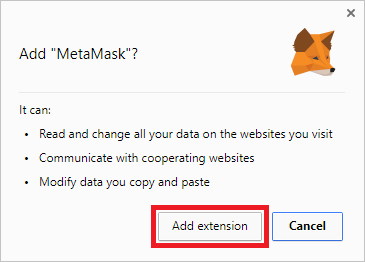 Add "MetaMask"?
It can:
• Read and change all your data on the websites you visit
• Communicate with cooperating websites
• Modify data you copy and paste
Add extension Cancel